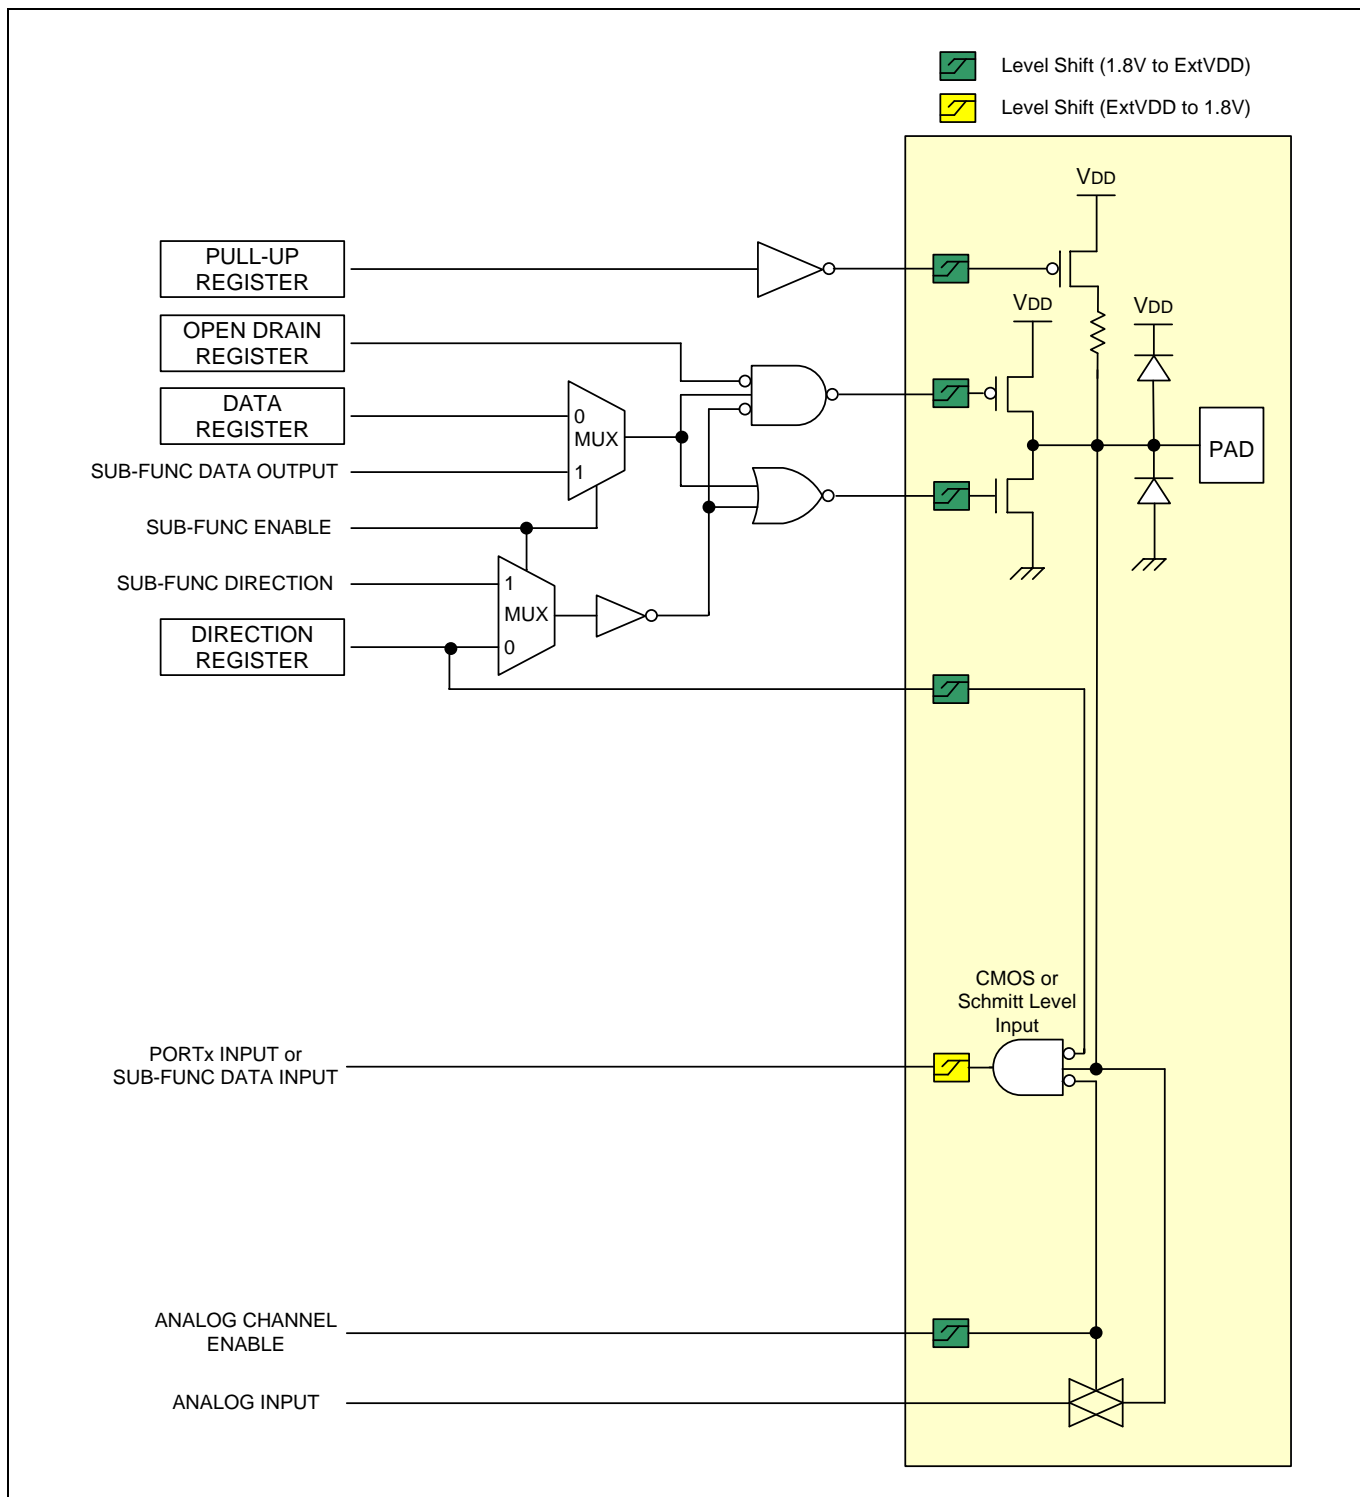 Level Shift (1.8V to ExtVDD)
Level Shift (ExtVDD to 1.8V)
VDD
PULL-UP
REGISTER
VDD
VDD
OPEN DRAIN
REGISTER
DATA
REGISTER
0
MUX
1
SUB-FUNC DATA OUTPUT
PAD
SUB-FUNC ENABLE
SUB-FUNC DIRECTION
1
MUX
0
DIRECTION
REGISTER
CMOS or
Schmitt Level
Input
PORTx INPUT or
SUB-FUNC DATA INPUT
ANALOG CHANNEL
ENABLE
ANALOG INPUT